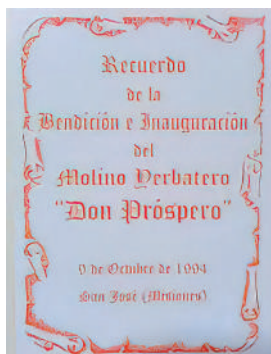 Recuerdo
de la
Bendición e Inauguración
del
Molino Yerbatero
"Don Próspero"
9 de Octubre de 1994
San José (Misiones)